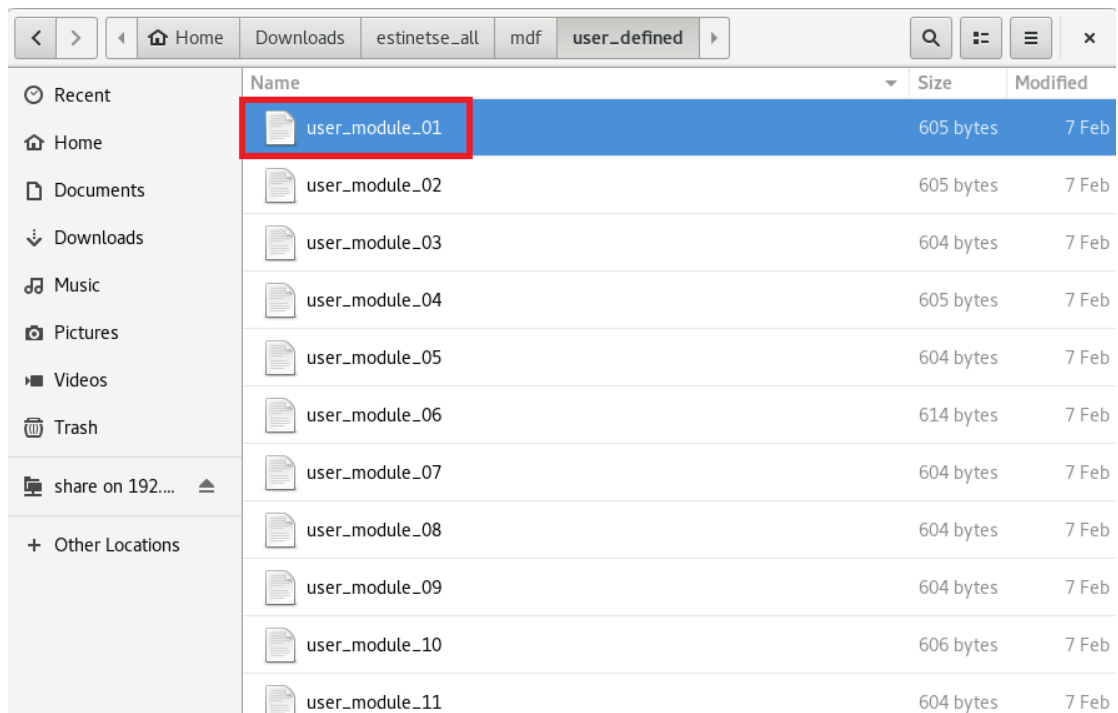 Home Downloads estinetse_all mdf user_defined
Recent
Home
Documents
Downloads
Music
Pictures
Videos
Trash
share on 192....
+ Other Locations
Name Size Modified
user_module_01 605 bytes 7 Feb
user_module_02 605 bytes 7 Feb
user_module_03 604 bytes 7 Feb
user_module_04 605 bytes 7 Feb
user_module_05 604 bytes 7 Feb
user_module_06 614 bytes 7 Feb
user_module_07 604 bytes 7 Feb
user_module_08 604 bytes 7 Feb
user_module_09 604 bytes 7 Feb
user_module_10 606 bytes 7 Feb
user_module_11 604 bytes 7 Feb